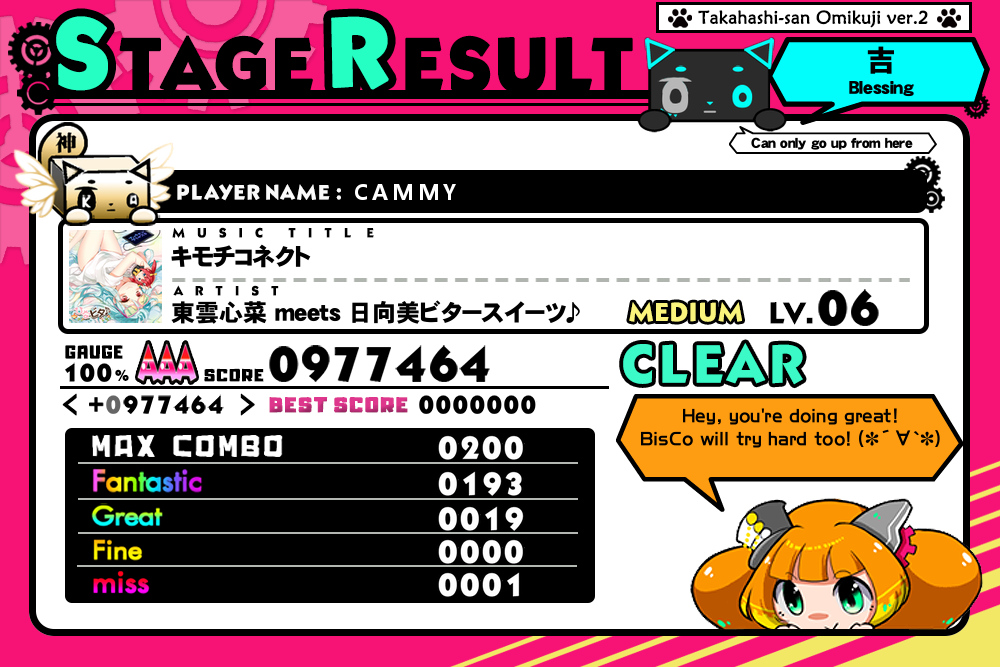 Takahashi-san Omikuji ver.2
STAGE RESULT
吉
Blessing
Can only go up from here
神
K A
PLAYER NAME : CAMMY
MUSIC TITLE
キモチコネクト
ARTIST
東雲心菜 meets 日向美ビタースイーツ♪
MEDIUM LV.06
GAUGE
100% AAA SCORE 0977464
CLEAR
< +0977464 > BEST SCORE 0000000
Hey, you're doing great!
BisCo will try hard too! (✻´∀`✻)
MAX COMBO 0200
Fantastic 0193
Great 0019
Fine 0000
miss 0001